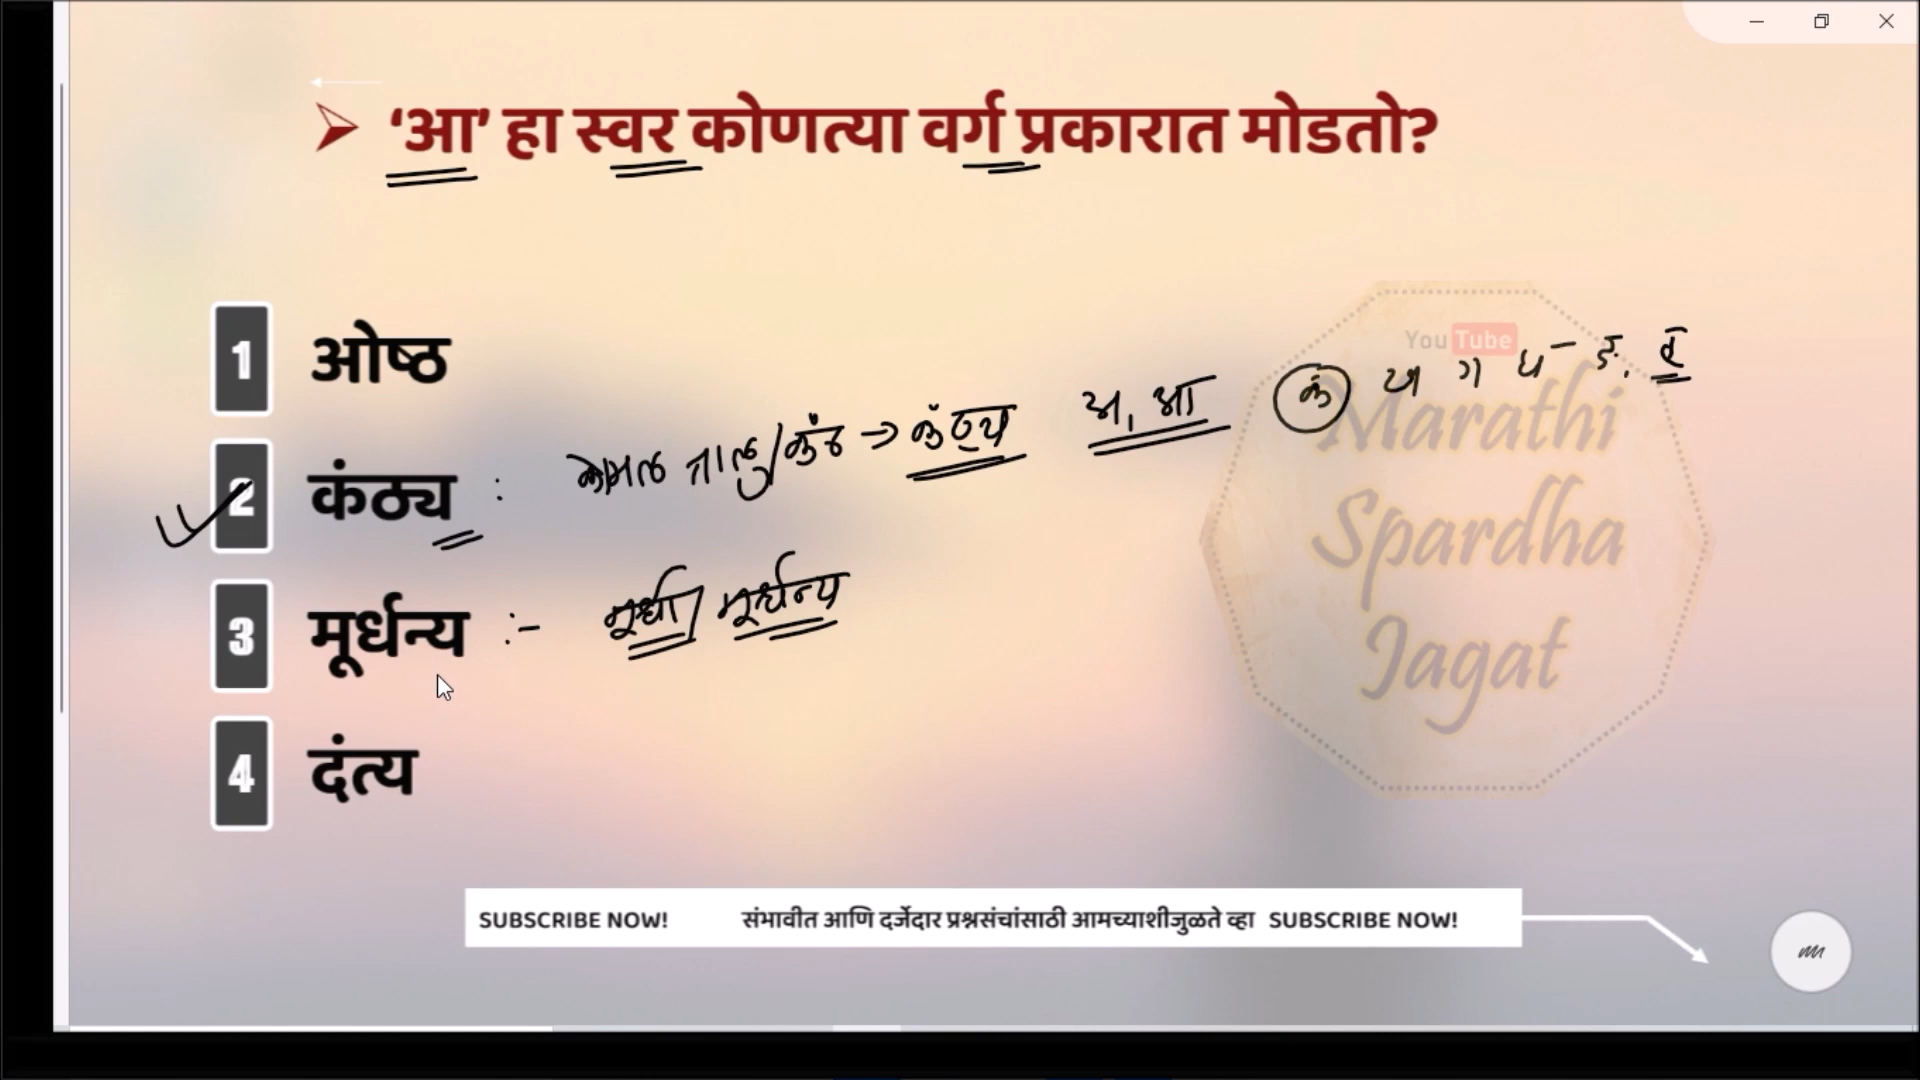 ‘आ’ हा स्वर कोणत्या वर्ग प्रकारात मोडतो?
1 ओष्ठ
2 कंठ्य : कोमल तालु/कंठ → कंठ्य अ, आ क ख ग घ ङ. ह
3 मूर्धन्य :- मूर्धा/ मूर्धन्य
4 दंत्य
YouTube
Marathi
Spardha
Jagat
SUBSCRIBE NOW! संभावीत आणि दर्जेदार प्रश्नसंचांसाठी आमच्याशीजुळते व्हा SUBSCRIBE NOW!